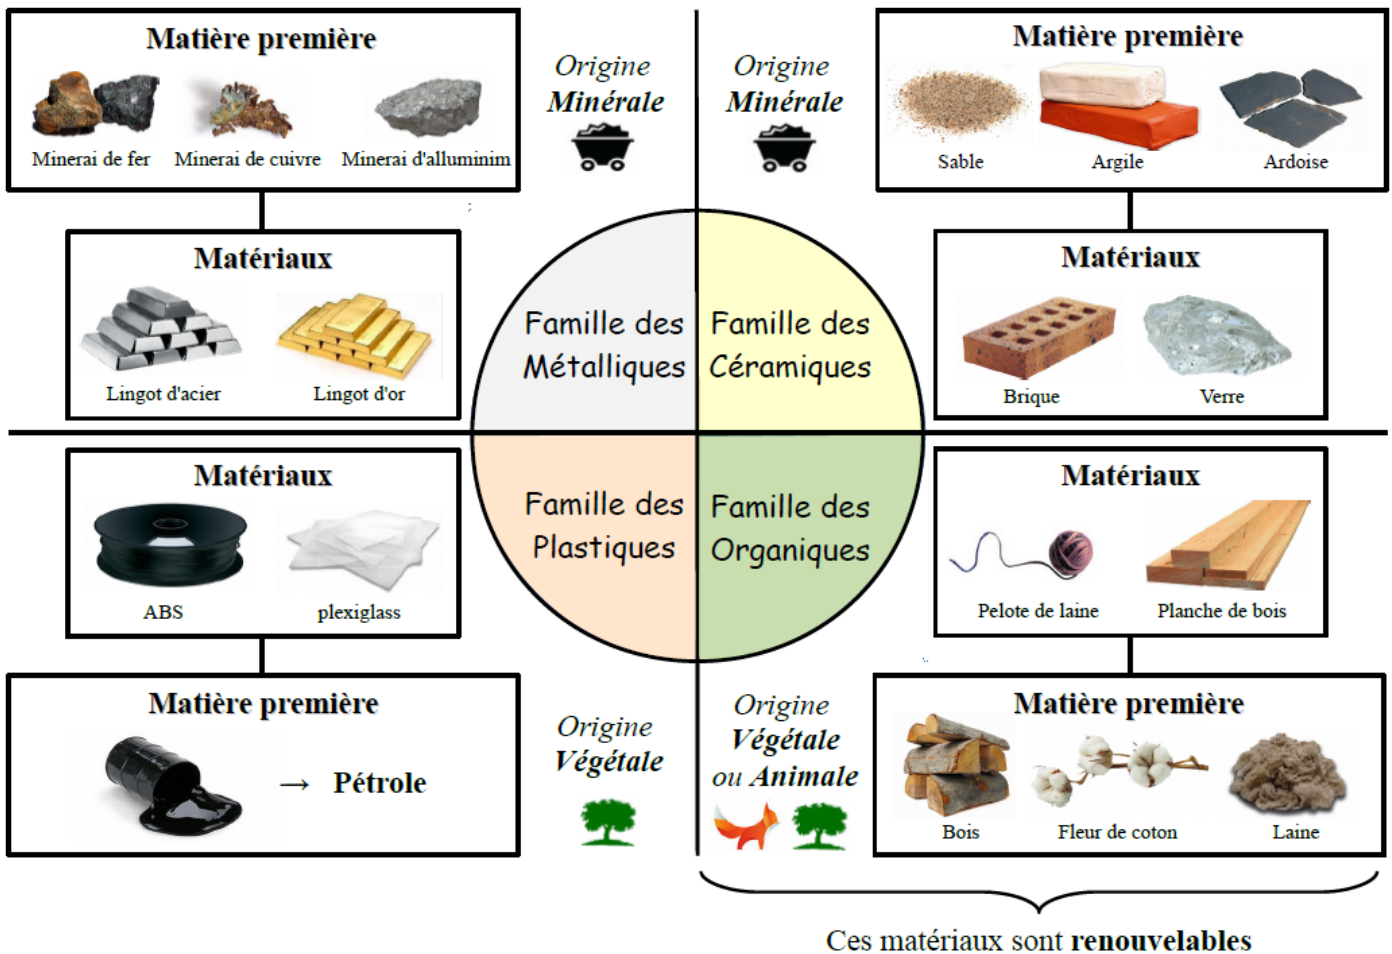 Matière première
Minerai de fer
Minerai de cuivre
Minerai d'alluminim
Origine
Minérale
Origine
Minérale
Matière première
Sable
Argile
Ardoise
Matériaux
Lingot d'acier
Lingot d'or
Famille des
Métalliques
Famille des
Céramiques
Matériaux
Brique
Verre
Matériaux
ABS
plexiglass
Famille des
Plastiques
Famille des
Organiques
Matériaux
Pelote de laine
Planche de bois
Matière première
→ Pétrole
Origine
Végétale
Origine
Végétale
ou Animale
Matière première
Bois
Fleur de coton
Laine
Ces matériaux sont renouvelables